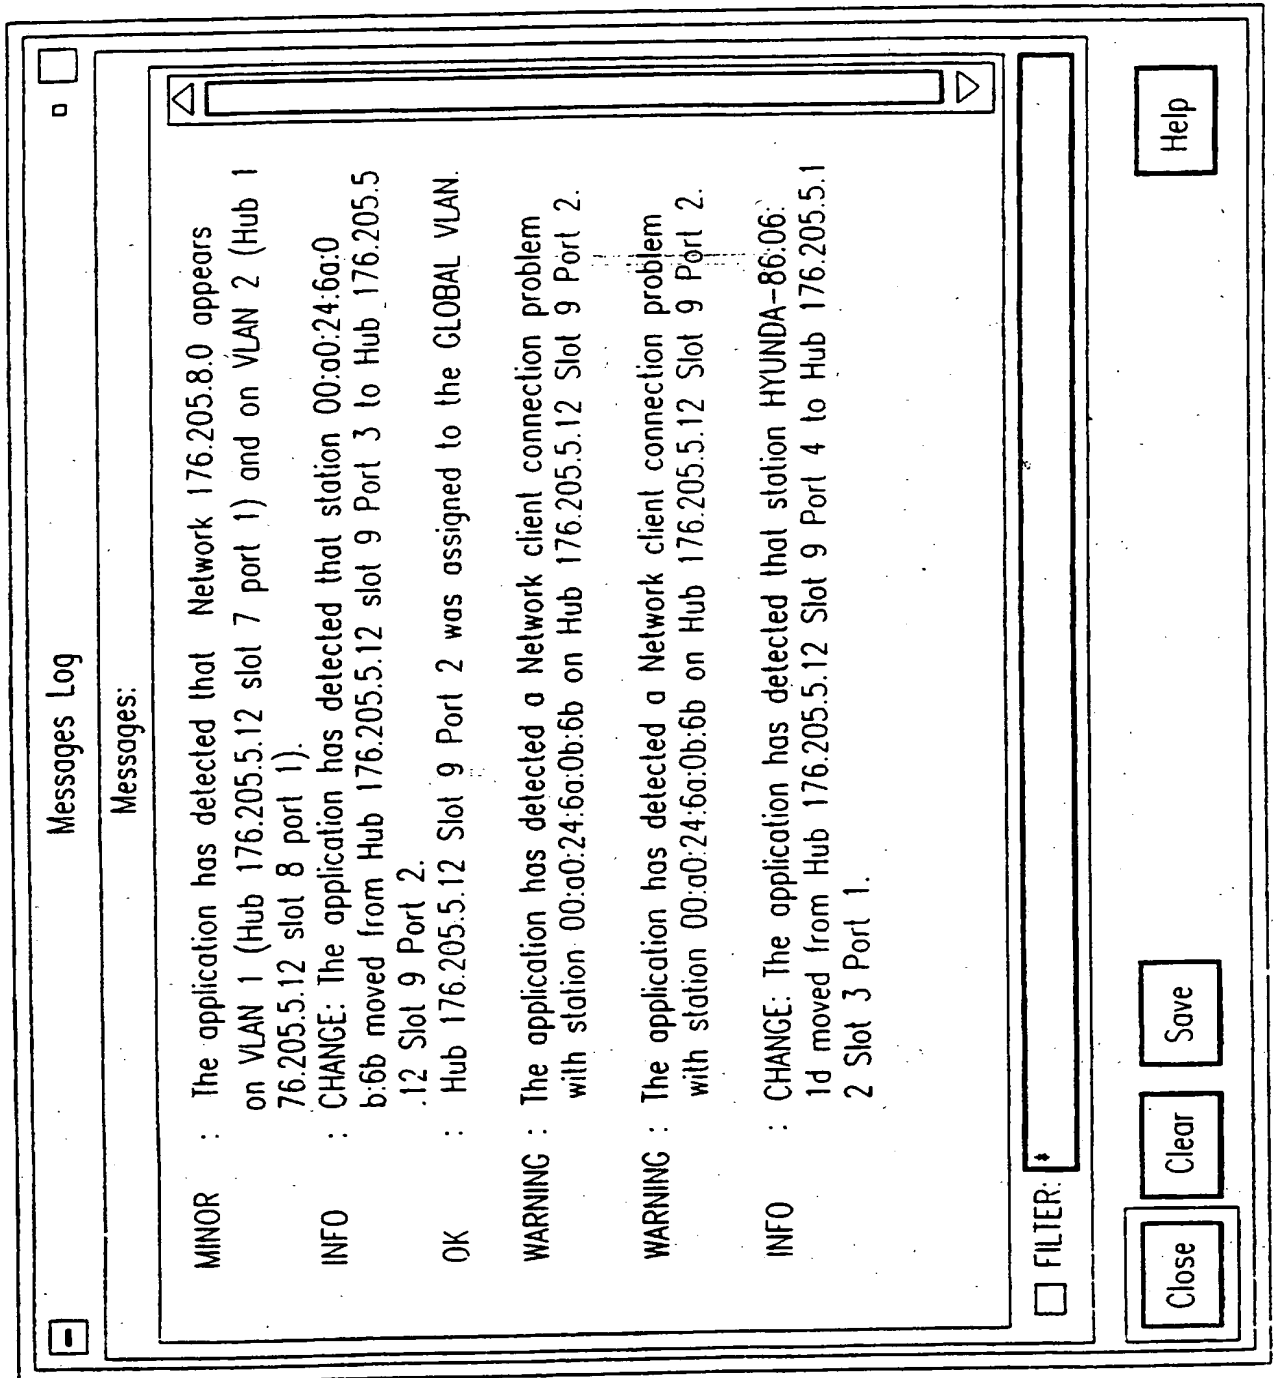 Messages Log
Messages:
MINOR : The application has detected that Network 176.205.8.0 appears
on VLAN 1 (Hub 176.205.5.12 slot 7 port 1) and on VLAN 2 (Hub 1
76.205.5.12 slot 8 port 1).
INFO : CHANGE: The application has detected that station 00:a0:24:6a:0
b:6b moved from Hub 176.205.5.12 slot 9 Port 3 to Hub 176.205.5
.12 Slot 9 Port 2.
OK : Hub 176.205.5.12 Slot 9 Port 2 was assigned to the GLOBAL VLAN.
WARNING : The application has detected a Network client connection problem
with station 00:a0:24:6a:0b:6b on Hub 176.205.5.12 Slot 9 Port 2.
WARNING : The application has detected a Network client connection problem
with station 00:a0:24:6a:0b:6b on Hub 176.205.5.12 Slot 9 Port 2.
INFO : CHANGE: The application has detected that station HYUNDA-86:06:
1d moved from Hub 176.205.5.12 Slot 9 Port 4 to Hub 176.205.5.1
2 Slot 3 Port 1.
FILTER: *
Close Clear Save Help